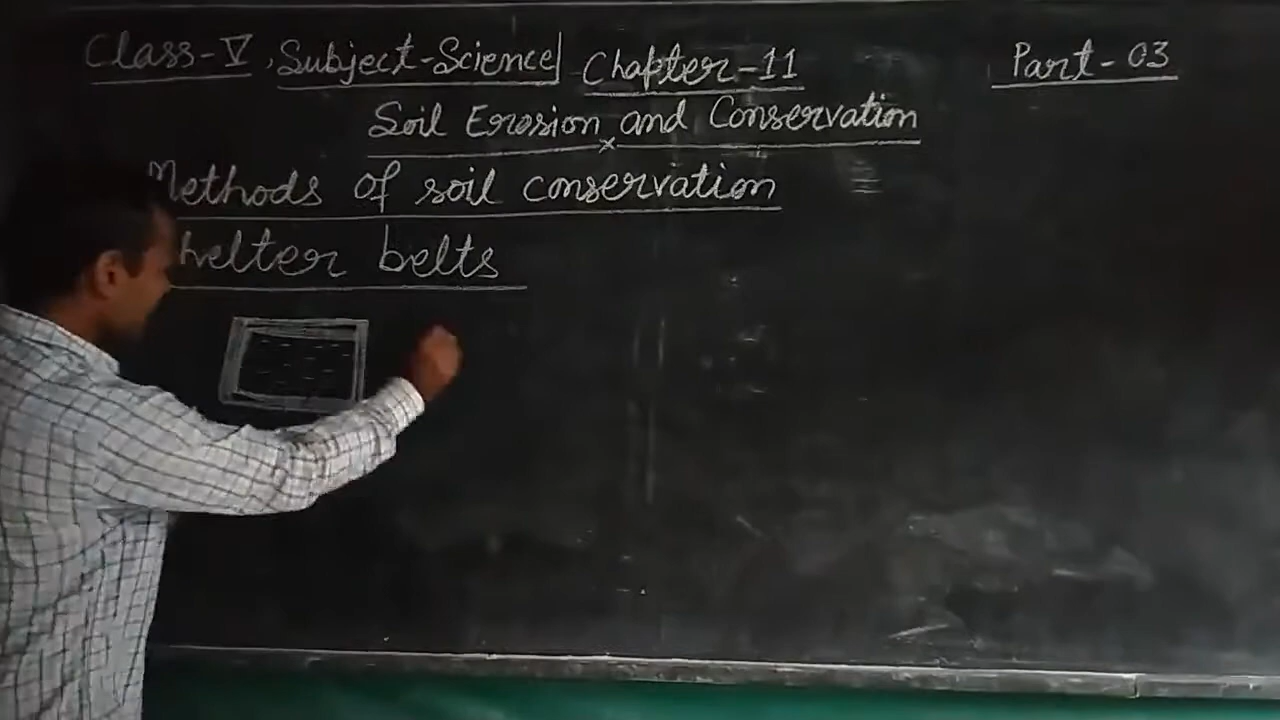 Class-V, Subject-Science Chapter-11 Part-03
Soil Erosion and Conservation
Methods of soil conservation
helter belts